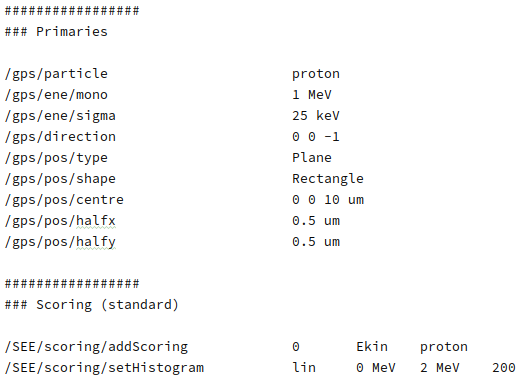 #################
### Primaries
/gps/particle proton
/gps/ene/mono 1 MeV
/gps/ene/sigma 25 keV
/gps/direction 0 0 -1
/gps/pos/type Plane
/gps/pos/shape Rectangle
/gps/pos/centre 0 0 10 um
/gps/pos/halfx 0.5 um
/gps/pos/halfy 0.5 um
#################
### Scoring (standard)
/SEE/scoring/addScoring 0 Ekin proton
/SEE/scoring/setHistogram lin 0 MeV 2 MeV 200